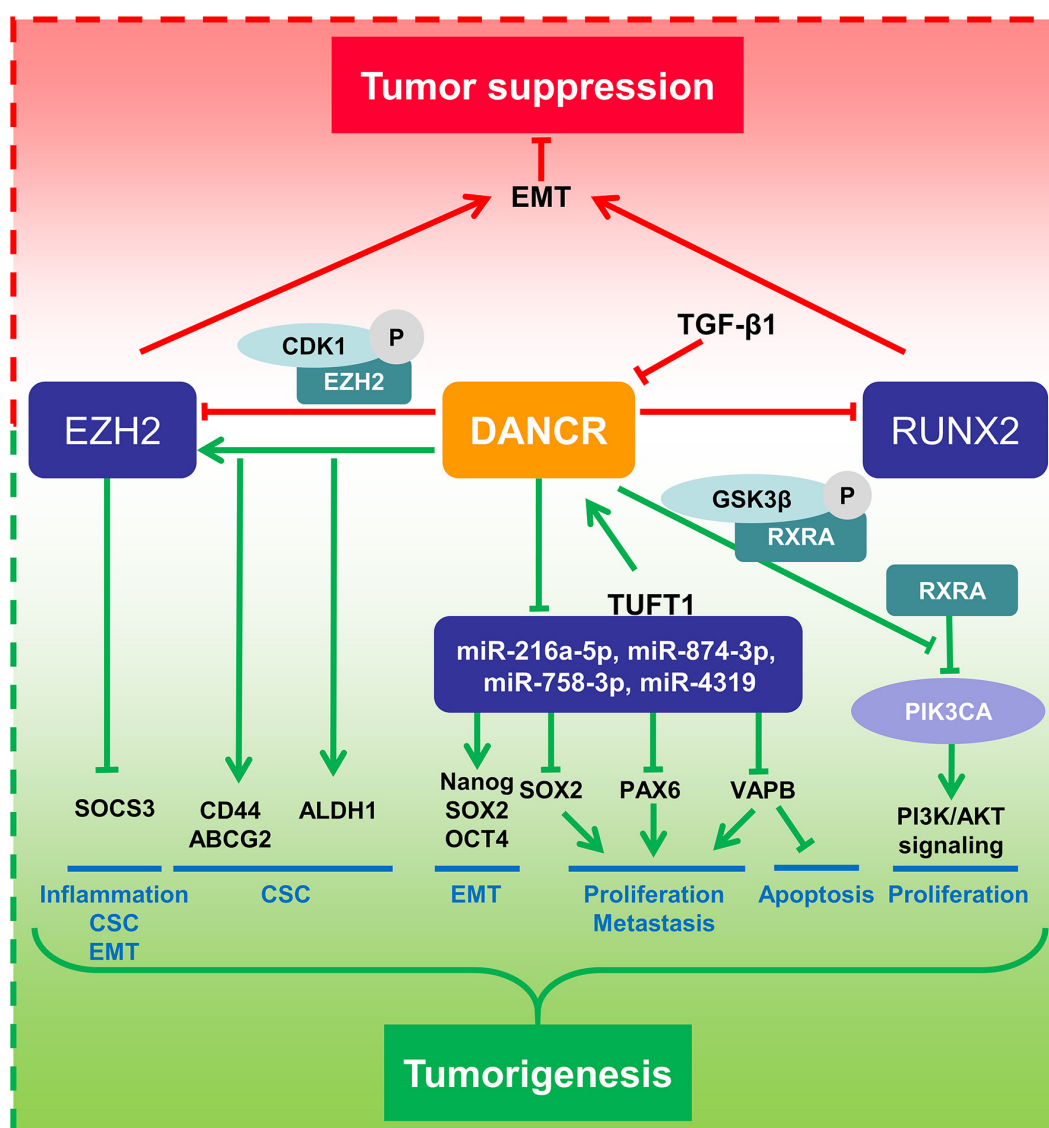 Tumor suppression
EMT
TGF-β1
CDK1
P
EZH2
EZH2
DANCR
RUNX2
GSK3β
P
RXRA
RXRA
TUFT1
miR-216a-5p, miR-874-3p,
miR-758-3p, miR-4319
PIK3CA
SOCS3
CD44
ABCG2
ALDH1
Nanog
SOX2
OCT4
SOX2
PAX6
VAPB
PI3K/AKT
signaling
Inflammation
CSC
EMT
CSC
EMT
Proliferation
Metastasis
Apoptosis
Proliferation
Tumorigenesis